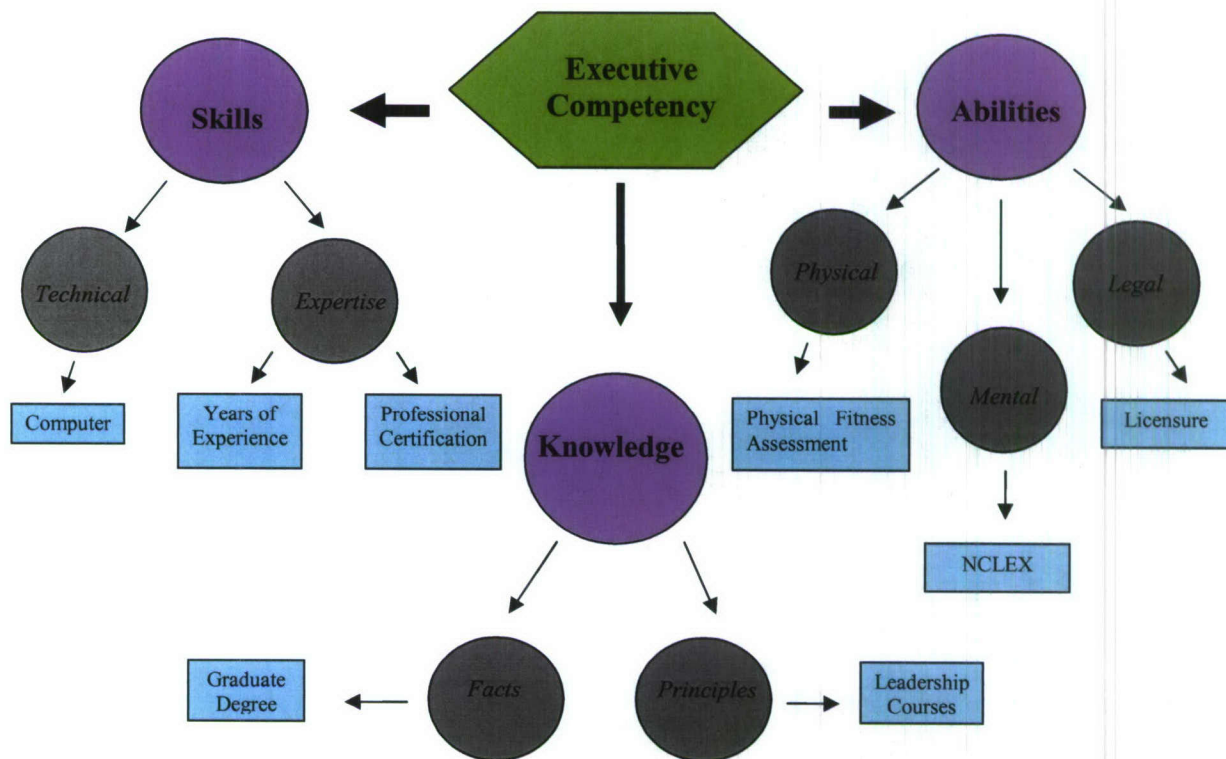 Executive
Competency
Skills
Abilities
Technical
Expertise
Physical
Legal
Mental
Computer
Years of
Experience
Professional
Certification
Knowledge
Physical Fitness
Assessment
Licensure
NCLEX
Facts
Principles
Graduate
Degree
Leadership
Courses